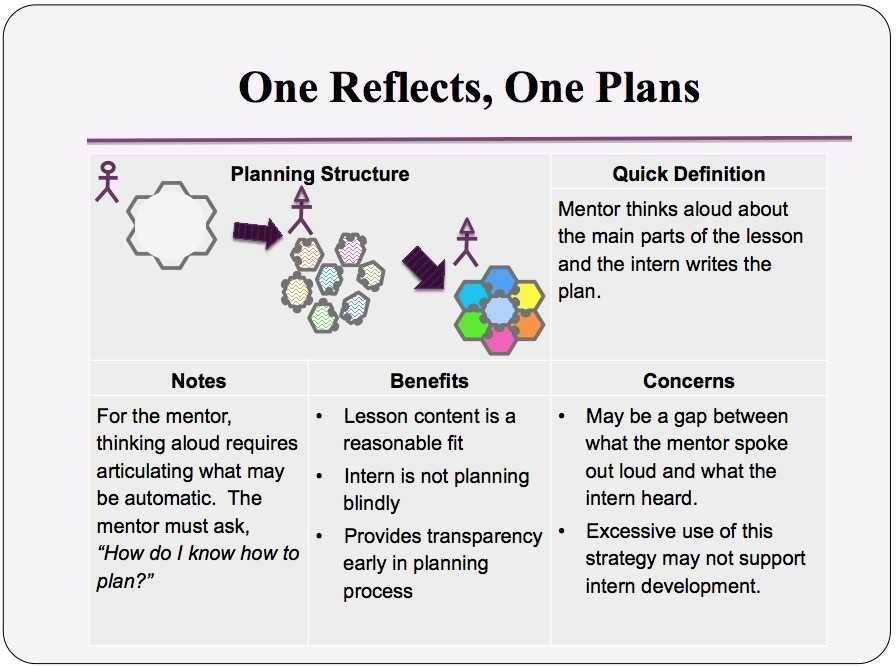 One Reflects, One Plans
Planning Structure
Quick Definition
Mentor thinks aloud about
the main parts of the lesson
and the intern writes the
plan.
Notes
For the mentor,
thinking aloud requires
articulating what may
be automatic.  The
mentor must ask,
“How do I know how to
plan?”
Benefits
• Lesson content is a
reasonable fit
• Intern is not planning
blindly
• Provides transparency
early in planning
process
Concerns
• May be a gap between
what the mentor spoke
out loud and what the
intern heard.
• Excessive use of this
strategy may not support
intern development.